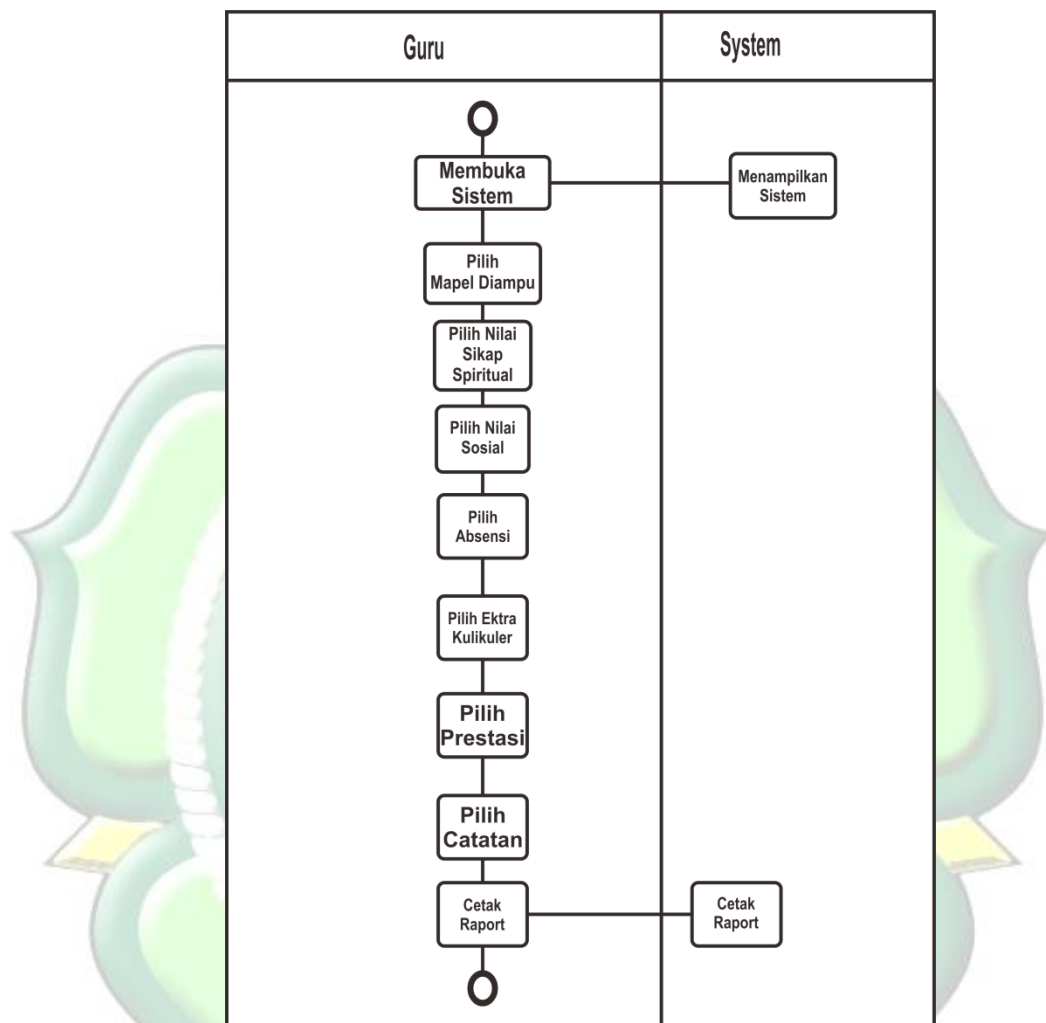 Guru
System
Membuka
Sistem
Menampilkan
Sistem
Pilih
Mapel Diampu
Pilih Nilai
Sikap
Spiritual
Pilih Nilai
Sosial
Pilih
Absensi
Pilih Ektra
Kulikuler
Pilih
Prestasi
Pilih
Catatan
Cetak
Raport
Cetak
Raport